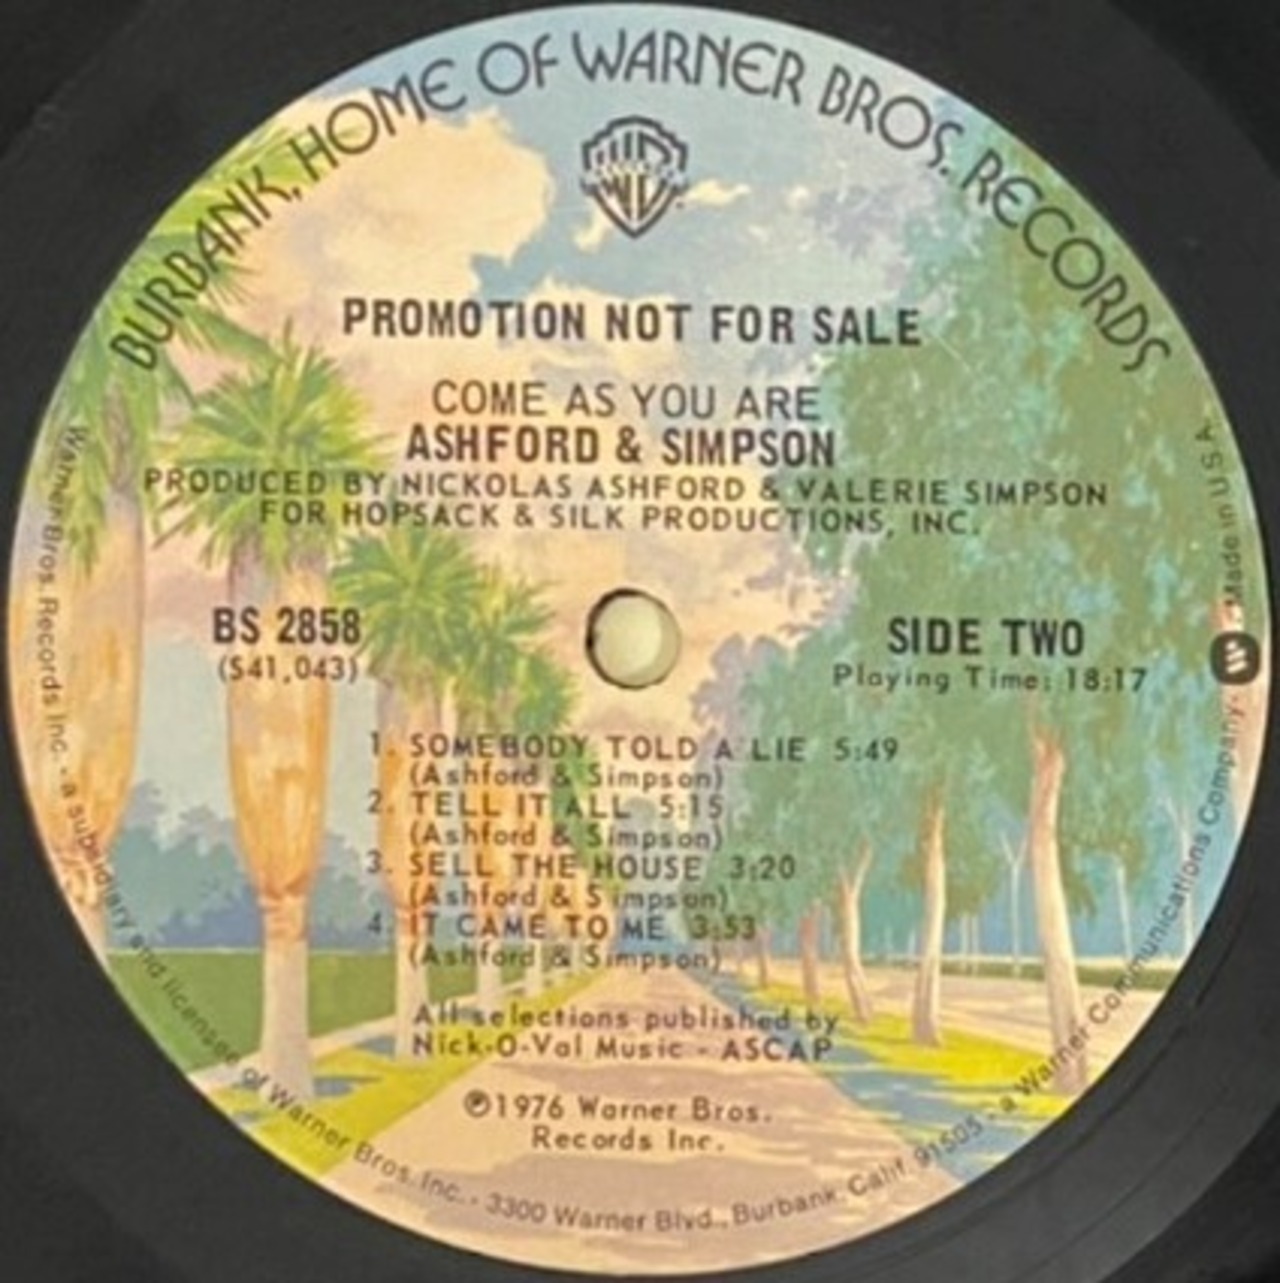 BURBANK, HOME OF WARNER BROS. RECORDS
PROMOTION NOT FOR SALE
COME AS YOU ARE
ASHFORD & SIMPSON
PRODUCED BY NICKOLAS ASHFORD & VALERIE SIMPSON
FOR HOPSACK & SILK PRODUCTIONS, INC.
BS 2858
(S41,043)
SIDE TWO
Playing Time: 18:17
1. SOMEBODY TOLD A LIE 5:49
(Ashford & Simpson)
2. TELL IT ALL 5:15
(Ashford & Simpson)
3. SELL THE HOUSE 3:20
(Ashford & Simpson)
4. IT CAME TO ME 3:53
(Ashford & Simpson)
All selections published by
Nick-O-Val Music - ASCAP
℗1976 Warner Bros.
Records Inc.
Warner Bros. Records Inc. - a subsidiary and licensee of Warner Bros. Inc. - 3300 Warner Blvd., Burbank, Calif. 91505 - a Warner Communications Company - Made in U.S.A.